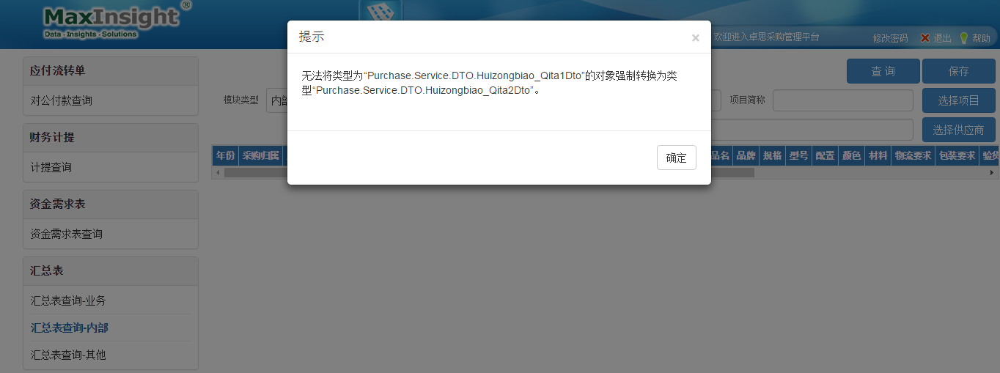 MaxInsight®
Data · Insights · Solutions
欢迎进入卓思采购管理平台
修改密码
退出
帮助
提示
×
无法将类型为“Purchase.Service.DTO.Huizongbiao_Qita1Dto”的对象强制转换为类
型“Purchase.Service.DTO.Huizongbiao_Qita2Dto”。
确定
应付流转单
对公付款查询
财务计提
计提查询
资金需求表
资金需求表查询
汇总表
汇总表查询-业务
汇总表查询-内部
汇总表查询-其他
查 询
保存
模块类型
内部
项目简称
选择项目
选择供应商
年份 采购归属
品名 品牌 规格 型号 配置 颜色 材料 物流要求 包装要求 验货